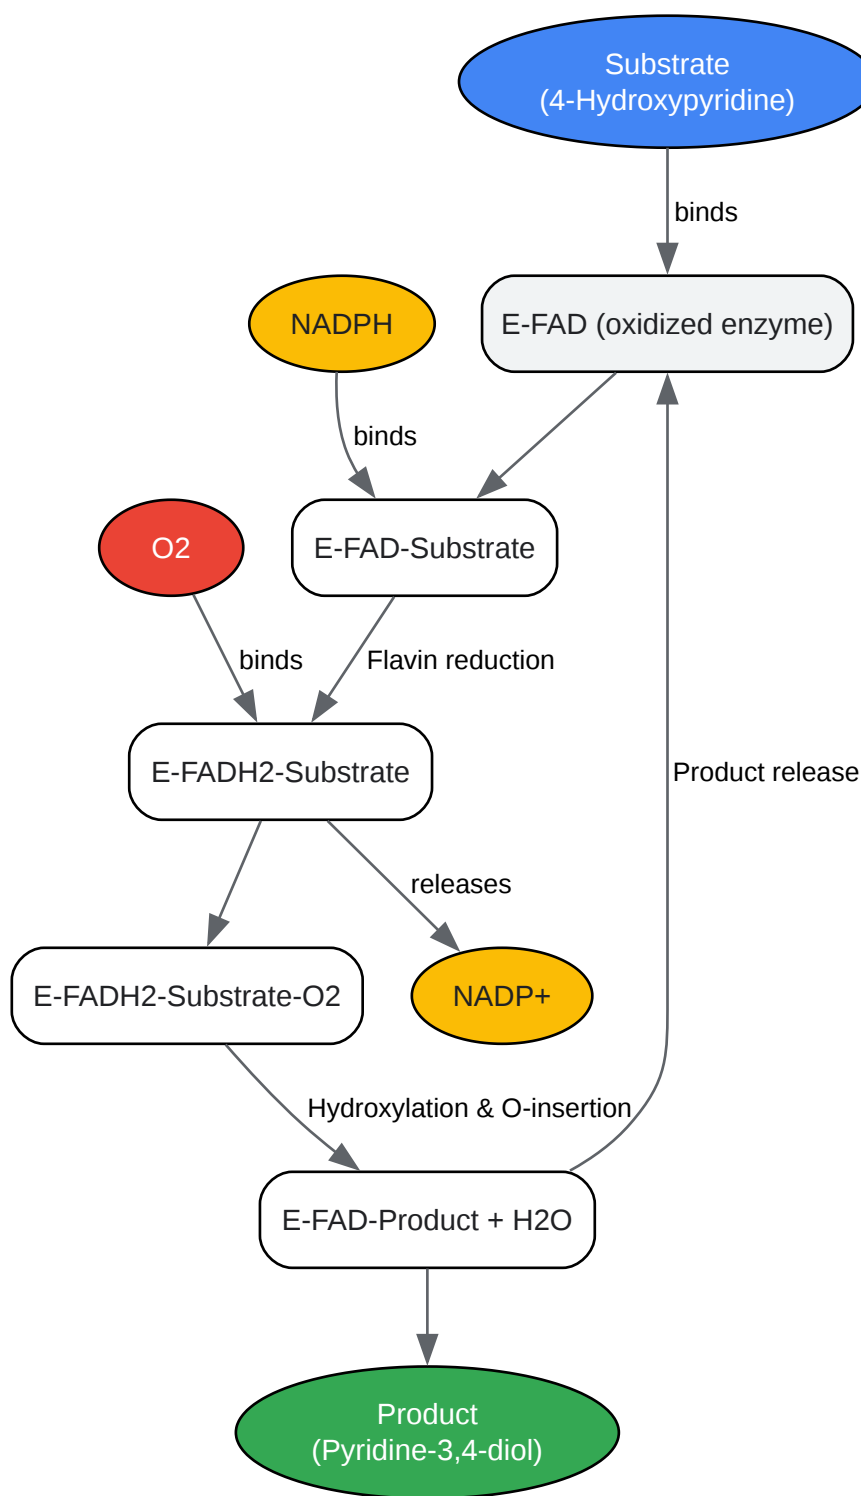 Substrate
(4-Hydroxypyridine)
binds
NADPH
E-FAD (oxidized enzyme)
binds
O2
E-FAD-Substrate
binds
Flavin reduction
E-FADH2-Substrate
Product release
releases
E-FADH2-Substrate-O2
NADP+
Hydroxylation & O-insertion
E-FAD-Product + H2O
Product
(Pyridine-3,4-diol)